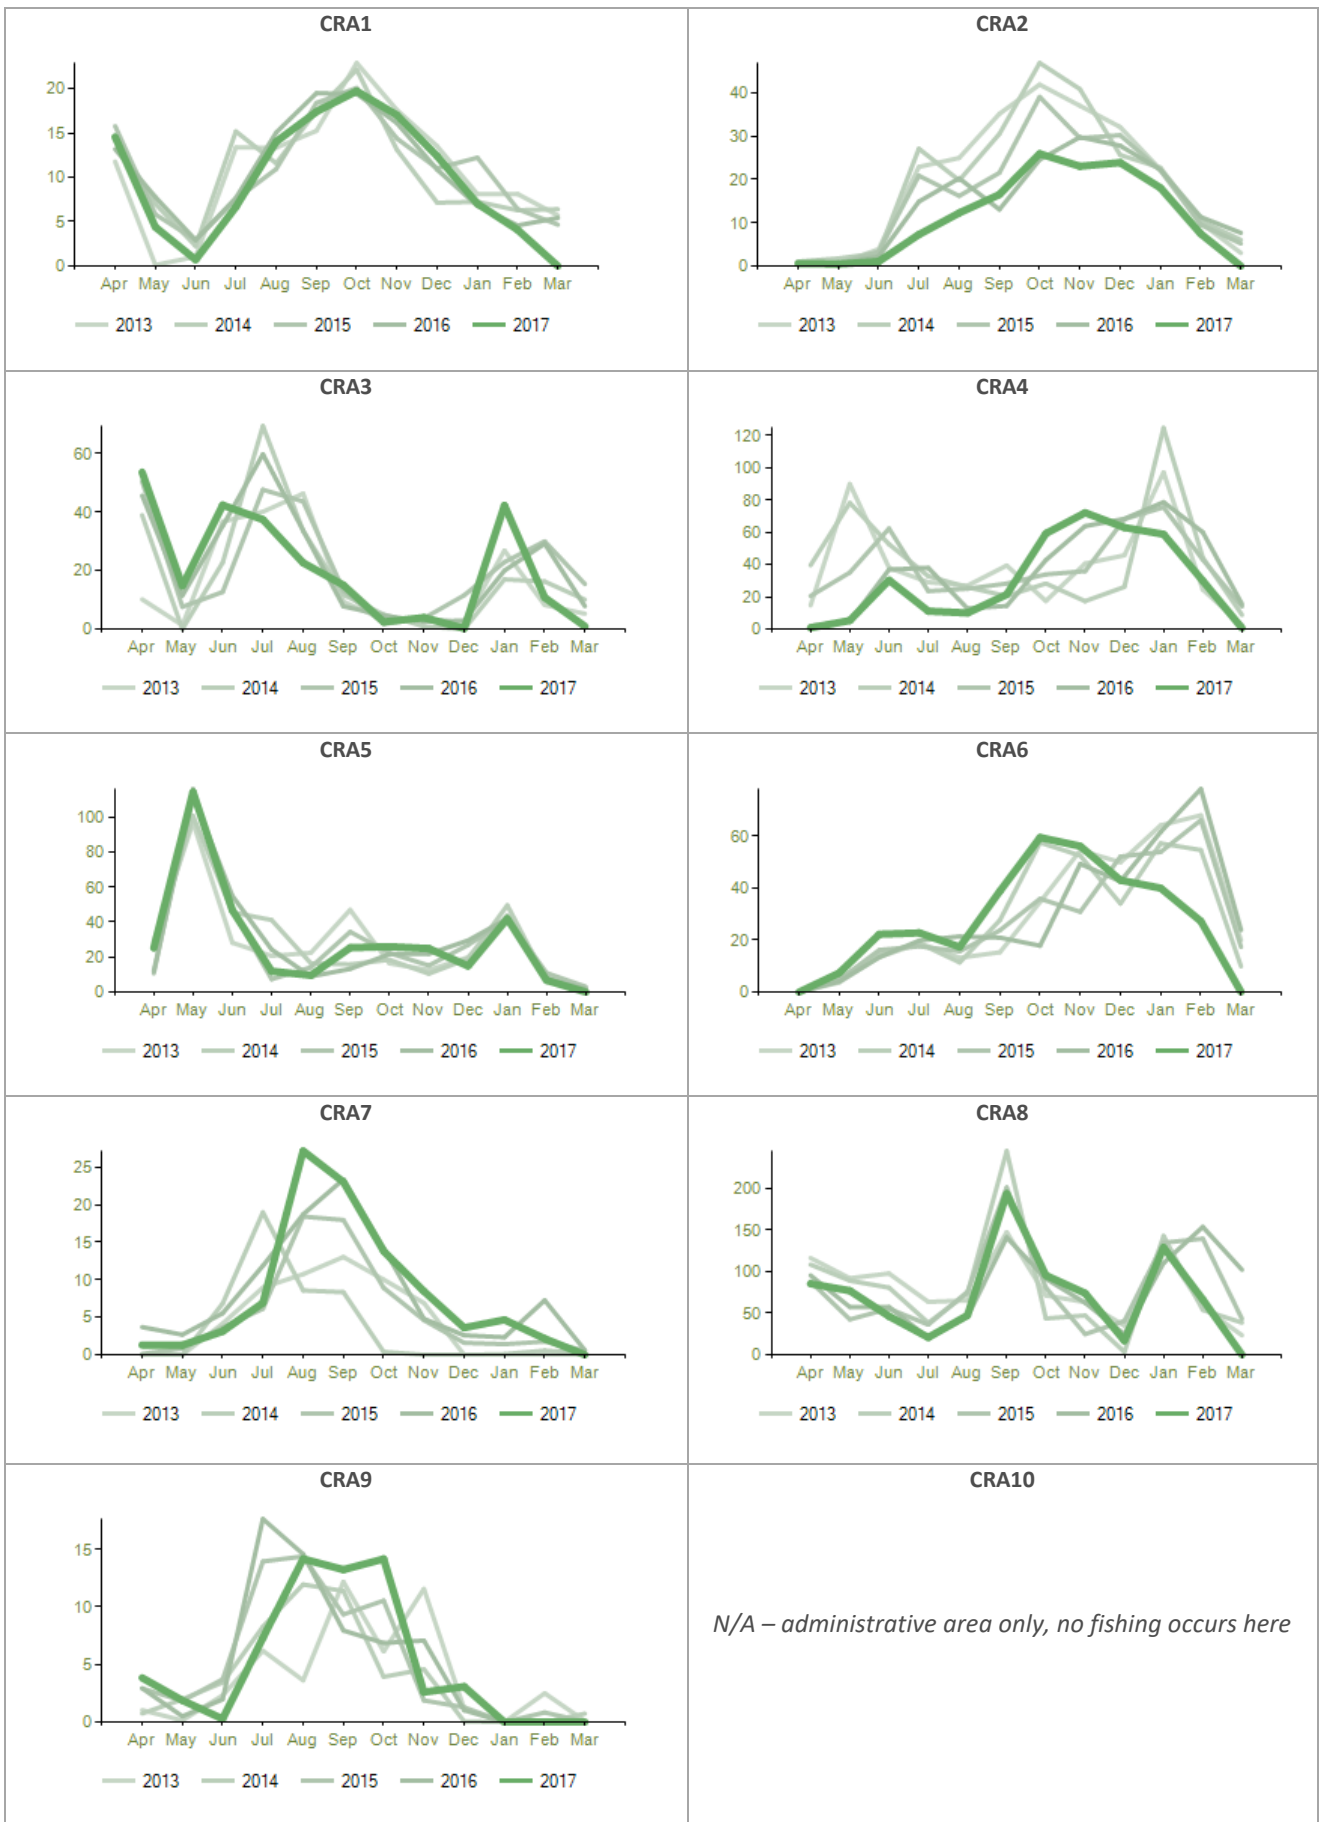 CRA1
20
15
10
5
0
Apr May Jun Jul Aug Sep Oct Nov Dec Jan Feb Mar
2013 2014 2015 2016 2017
CRA2
40
30
20
10
0
Apr May Jun Jul Aug Sep Oct Nov Dec Jan Feb Mar
2013 2014 2015 2016 2017
CRA3
60
40
20
0
Apr May Jun Jul Aug Sep Oct Nov Dec Jan Feb Mar
2013 2014 2015 2016 2017
CRA4
120
100
80
60
40
20
0
Apr May Jun Jul Aug Sep Oct Nov Dec Jan Feb Mar
2013 2014 2015 2016 2017
CRA5
100
80
60
40
20
0
Apr May Jun Jul Aug Sep Oct Nov Dec Jan Feb Mar
2013 2014 2015 2016 2017
CRA6
60
40
20
0
Apr May Jun Jul Aug Sep Oct Nov Dec Jan Feb Mar
2013 2014 2015 2016 2017
CRA7
25
20
15
10
5
0
Apr May Jun Jul Aug Sep Oct Nov Dec Jan Feb Mar
2013 2014 2015 2016 2017
CRA8
200
150
100
50
0
Apr May Jun Jul Aug Sep Oct Nov Dec Jan Feb Mar
2013 2014 2015 2016 2017
CRA9
15
10
5
0
Apr May Jun Jul Aug Sep Oct Nov Dec Jan Feb Mar
2013 2014 2015 2016 2017
CRA10
N/A – administrative area only, no fishing occurs here